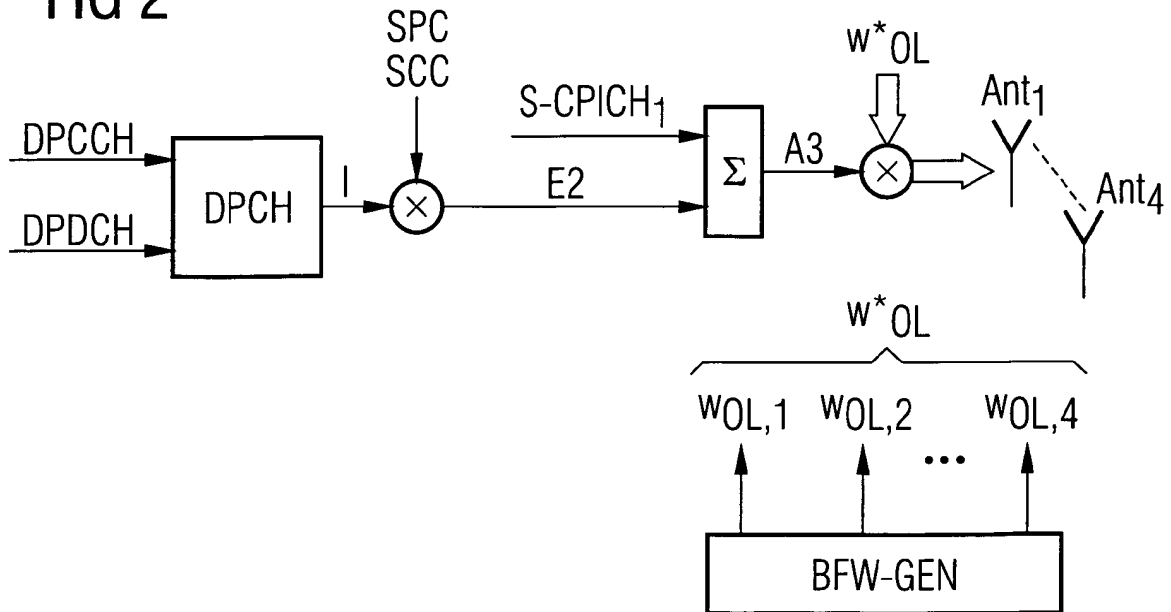 FIG 2
SPC
SCC
w*OL
S-CPICH1
Ant1
DPCCH
A3
Σ
×
I
E2
DPCH
×
Ant4
DPDCH
w*OL
wOL,1 wOL,2 ... wOL,4
BFW-GEN